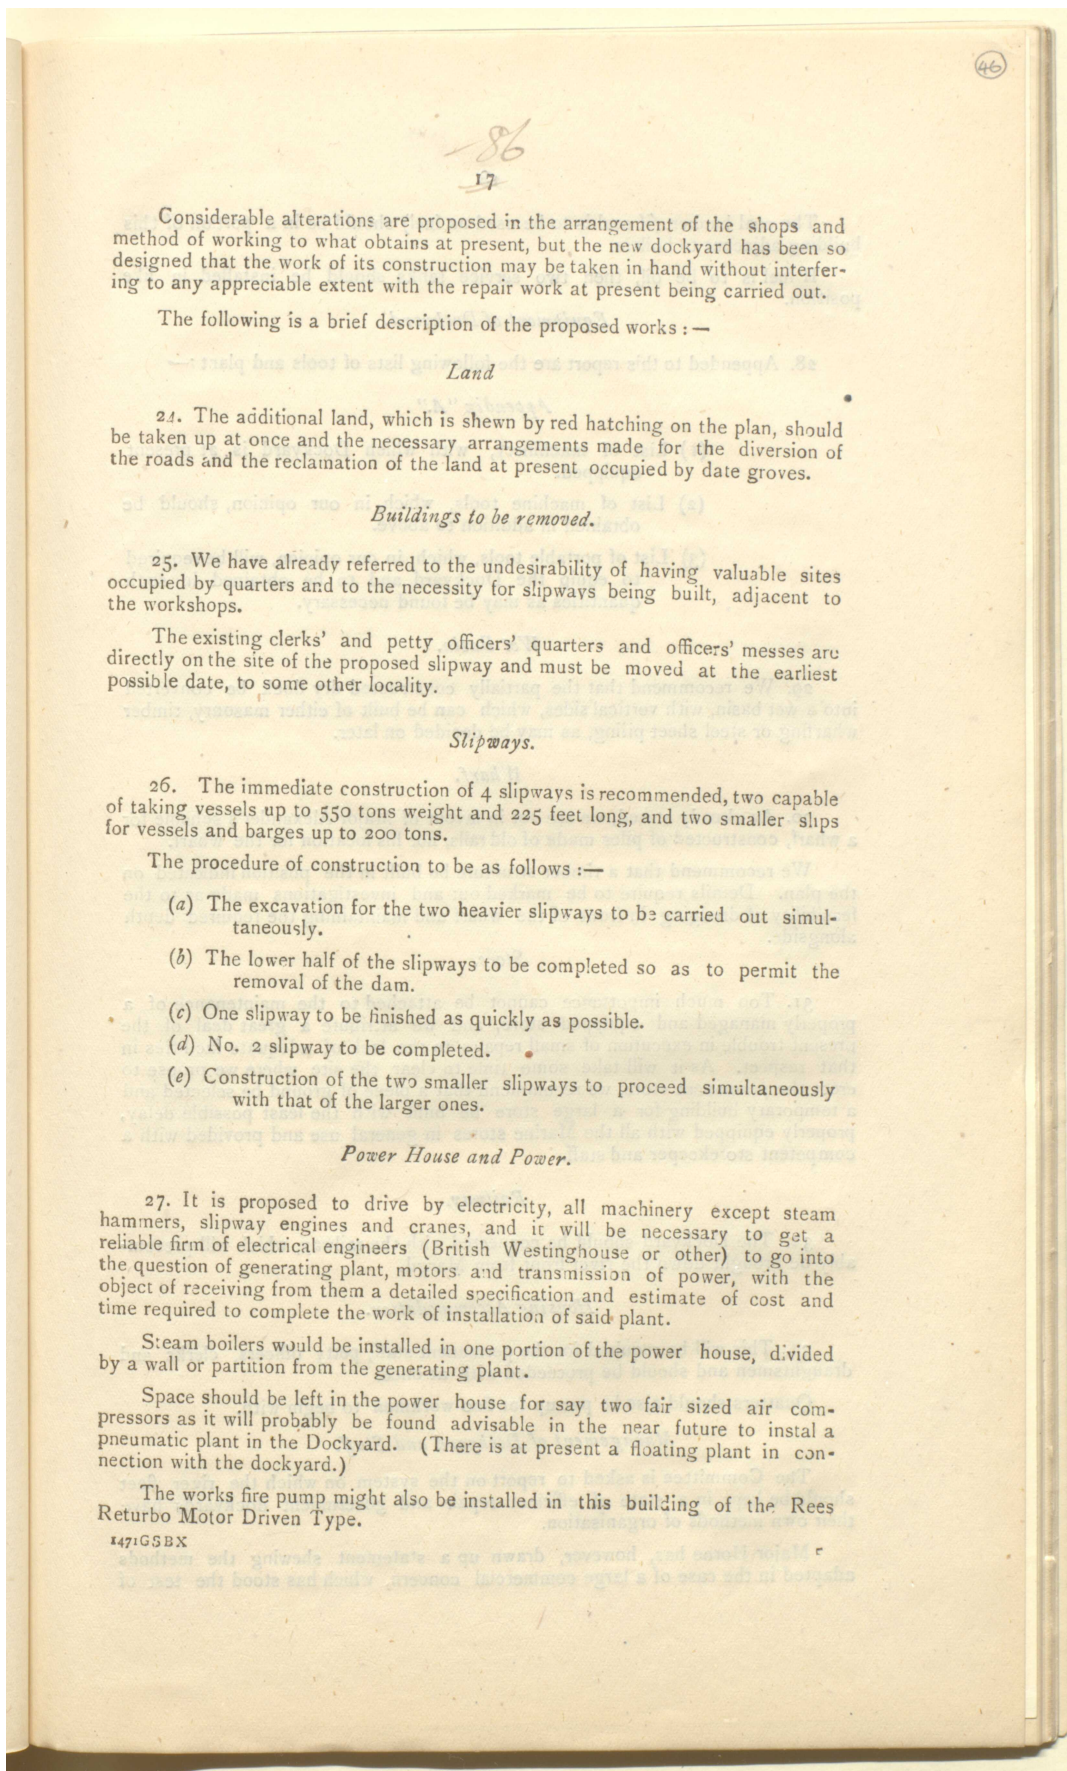 46
86
17
Considerable alterations are proposed in the arrangement of the shops and
method of working to what obtains at present, but the new dockyard has been so
designed that the work of its construction may be taken in hand without interfer-
ing to any appreciable extent with the repair work at present being carried out.
The following is a brief description of the proposed works :—
Land
24. The additional land, which is shewn by red hatching on the plan, should
be taken up at once and the necessary arrangements made for the diversion of
the roads and the reclamation of the land at present occupied by date groves.
Buildings to be removed.
25. We have already referred to the undesirability of having valuable sites
occupied by quarters and to the necessity for slipways being built, adjacent to
the workshops.
The existing clerks' and petty officers' quarters and officers' messes are
directly on the site of the proposed slipway and must be moved at the earliest
possible date, to some other locality.
Slipways.
26. The immediate construction of 4 slipways is recommended, two capable
of taking vessels up to 550 tons weight and 225 feet long, and two smaller slips
for vessels and barges up to 200 tons.
The procedure of construction to be as follows :—
(a) The excavation for the two heavier slipways to be carried out simul-
taneously.
(b) The lower half of the slipways to be completed so as to permit the
removal of the dam.
(c) One slipway to be finished as quickly as possible.
(d) No. 2 slipway to be completed.
(e) Construction of the two smaller slipways to proceed simultaneously
with that of the larger ones.
Power House and Power.
27. It is proposed to drive by electricity, all machinery except steam
hammers, slipway engines and cranes, and it will be necessary to get a
reliable firm of electrical engineers (British Westinghouse or other) to go into
the question of generating plant, motors and transmission of power, with the
object of receiving from them a detailed specification and estimate of cost and
time required to complete the work of installation of said plant.
Steam boilers would be installed in one portion of the power house, divided
by a wall or partition from the generating plant.
Space should be left in the power house for say two fair sized air com-
pressors as it will probably be found advisable in the near future to instal a
pneumatic plant in the Dockyard. (There is at present a floating plant in con-
nection with the dockyard.)
The works fire pump might also be installed in this building of the Rees
Returbo Motor Driven Type.
1471GSBX